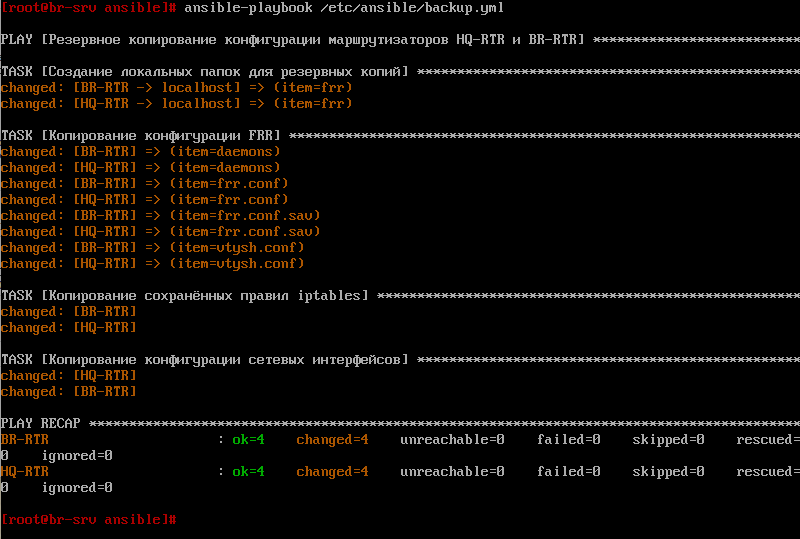 [root@br-srv ansible]# ansible-playbook /etc/ansible/backup.yml
PLAY [Резервное копирование конфигурации маршрутизаторов HQ-RTR и BR-RTR] **************************
TASK [Создание локальных папок для резервных копий] ************************************************
changed: [BR-RTR -> localhost] => (item=frr)
changed: [HQ-RTR -> localhost] => (item=frr)
TASK [Копирование конфигурации FRR] ****************************************************************
changed: [BR-RTR] => (item=daemons)
changed: [HQ-RTR] => (item=daemons)
changed: [BR-RTR] => (item=frr.conf)
changed: [HQ-RTR] => (item=frr.conf)
changed: [BR-RTR] => (item=frr.conf.sav)
changed: [HQ-RTR] => (item=frr.conf.sav)
changed: [BR-RTR] => (item=vtysh.conf)
changed: [HQ-RTR] => (item=vtysh.conf)
TASK [Копирование сохранённых правил iptables] *****************************************************
changed: [BR-RTR]
changed: [HQ-RTR]
TASK [Копирование конфигурации сетевых интерфейсов] ************************************************
changed: [HQ-RTR]
changed: [BR-RTR]
PLAY RECAP *****************************************************************************************
BR-RTR : ok=4 changed=4 unreachable=0 failed=0 skipped=0 rescued=
0 ignored=0
HQ-RTR : ok=4 changed=4 unreachable=0 failed=0 skipped=0 rescued=
0 ignored=0
[root@br-srv ansible]#